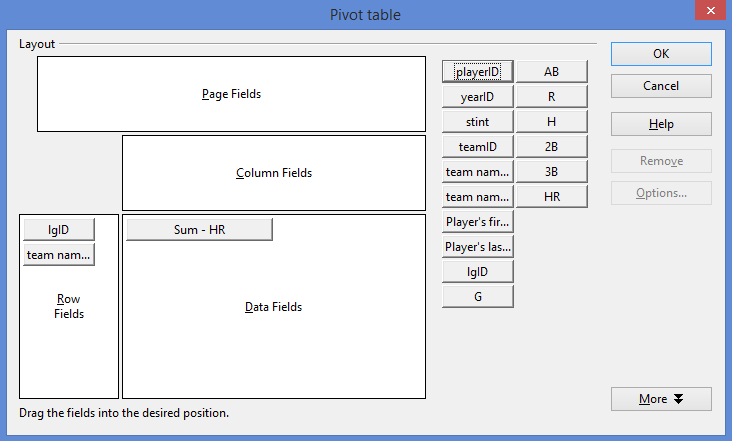 Pivot table
Layout
Page Fields
Column Fields
lgID
team nam...
Row
Fields
Sum - HR
Data Fields
Drag the fields into the desired position.
playerID
AB
yearID
R
stint
H
teamID
2B
team nam...
3B
team nam...
HR
Player's fir...
Player's las...
lgID
G
OK
Cancel
Help
Remove
Options...
More